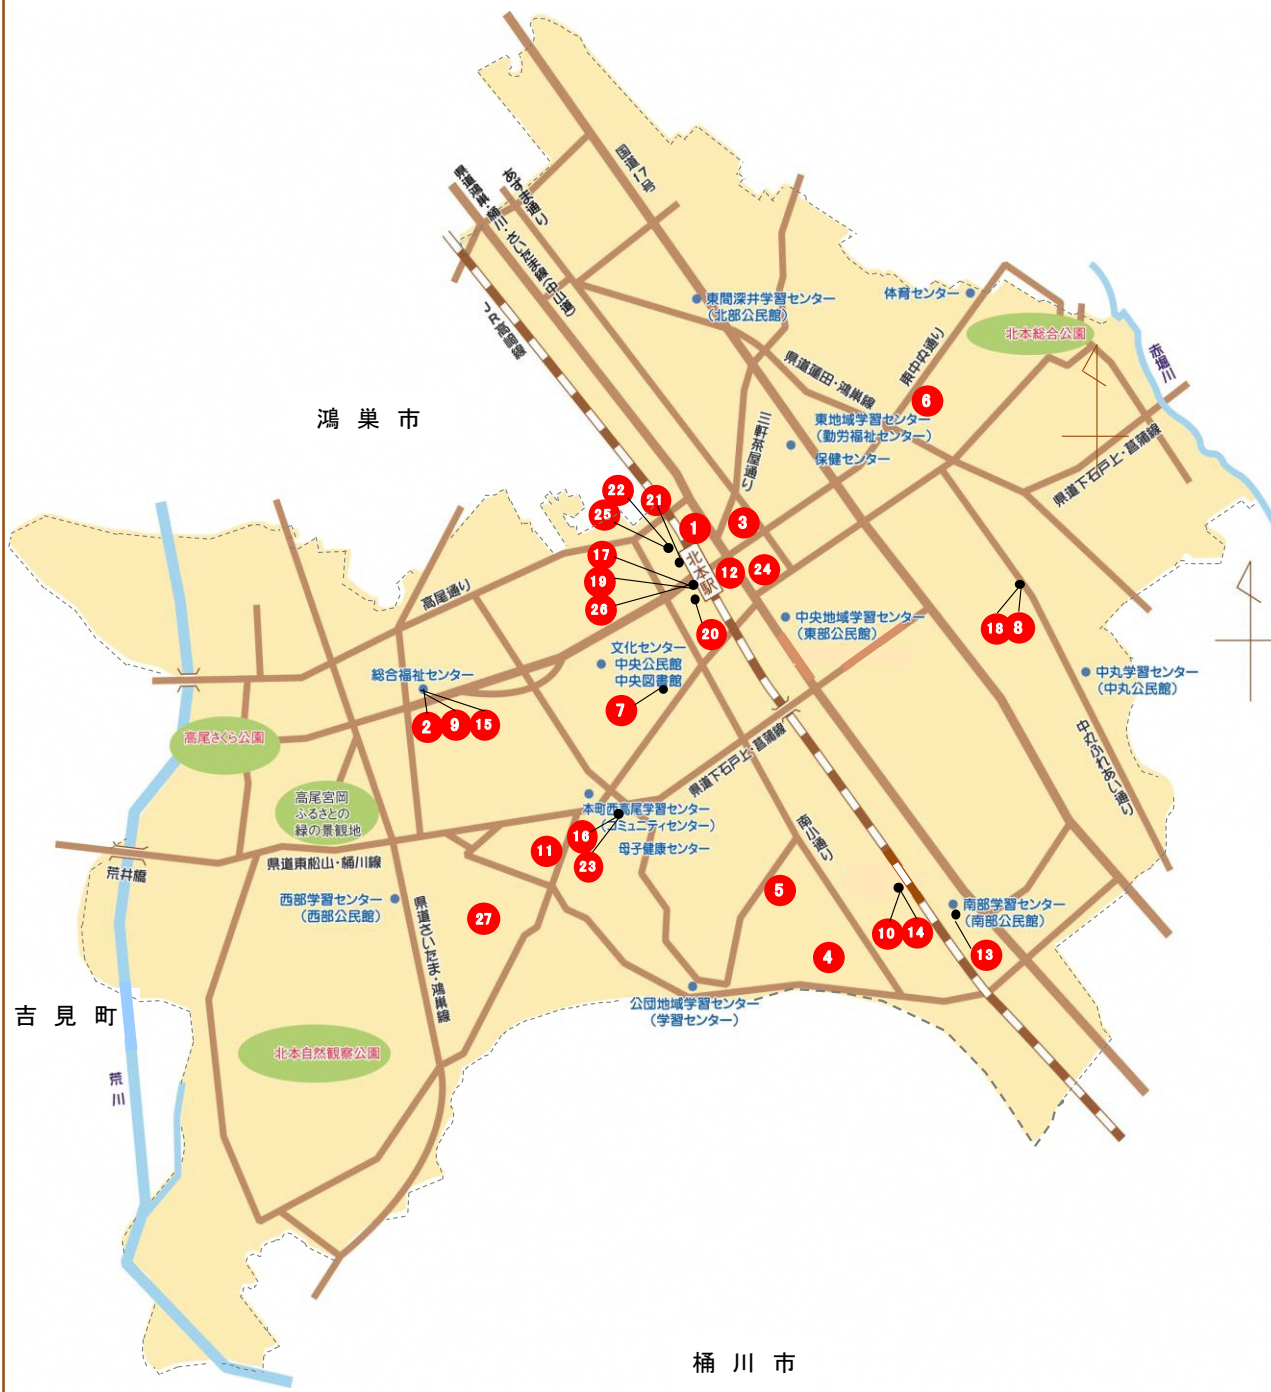 国道17号
あずま通り
県道鴻巣・桶川・さいたま線(中山道)
JR高崎線
東間深井学習センター
(北部公民館)
体育センター
北本総合公園
赤堀川
東中丸通り
県道蓮田・鴻巣線
6
鴻巣市
三軒茶屋通り
東地域学習センター
(勤労福祉センター)
保健センター
県道下石戸上・菖蒲線
22
21
25
1
3
17
北本駅
12
24
19
26
高尾通り
20
中央地域学習センター
(東部公民館)
18
8
文化センター
中央公民館
中央図書館
総合福祉センター
中丸学習センター
(中丸公民館)
7
2
9
15
高尾さくら公園
県道下石戸上・菖蒲線
中丸ふれあい通り
高尾宮岡
ふるさとの
緑の景観地
本町西高尾学習センター
(コミュニティセンター)
16
母子健康センター
南小通り
11
23
荒井橋
県道東松山・桶川線
西部学習センター
(西部公民館)
5
南部学習センター
(南部公民館)
県道さいたま・鴻巣線
27
10
14
13
4
吉見町
公団地域学習センター
(学習センター)
北本自然観察公園
荒川
桶川市